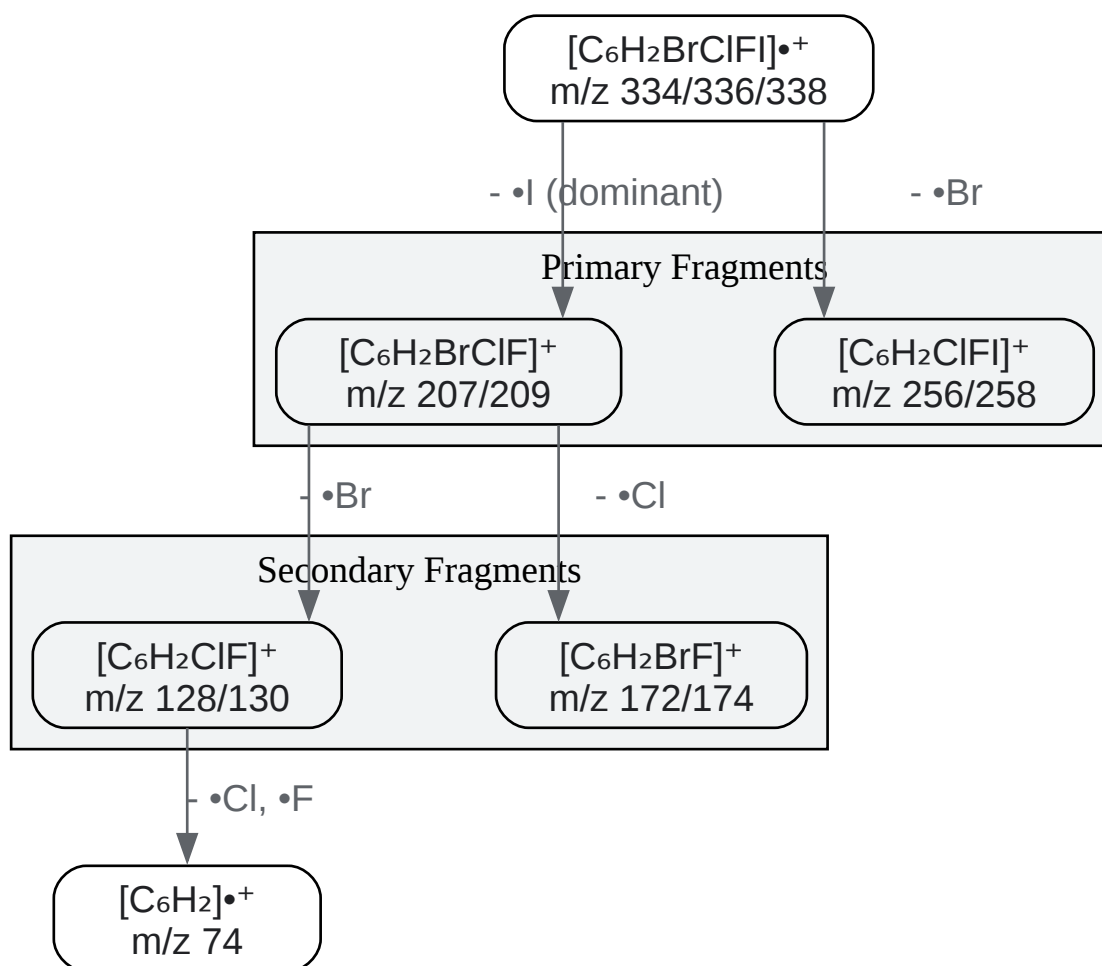 [C₆H₂BrClFI]•⁺
m/z 334/336/338
- •I (dominant)
- •Br
Primary Fragments
[C₆H₂BrClF]⁺
m/z 207/209
[C₆H₂ClFI]⁺
m/z 256/258
- •Br
- •Cl
Secondary Fragments
[C₆H₂ClF]⁺
m/z 128/130
[C₆H₂BrF]⁺
m/z 172/174
- •Cl, •F
[C₆H₂]•⁺
m/z 74